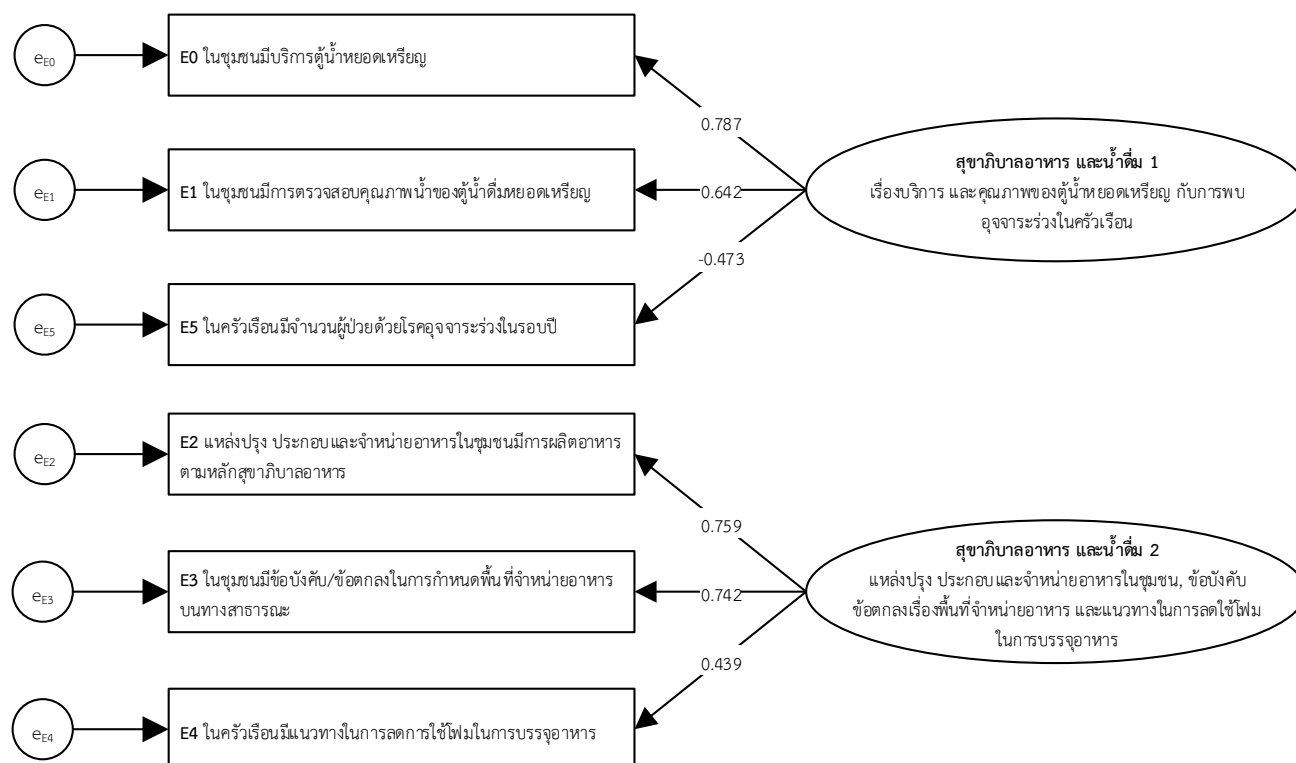 eE0
E0 ในชุมชนมีบริการตู้น้ำหยอดเหรียญ
0.787
eE1
E1 ในชุมชนมีการตรวจสอบคุณภาพน้ำของตู้น้ำดื่มหยอดเหรียญ
0.642
สุขาภิบาลอาหาร และน้ำดื่ม 1
เรื่องบริการ และคุณภาพของตู้น้ำหยอดเหรียญ กับการพบ
อุจจาระร่วงในครัวเรือน
-0.473
eE5
E5 ในครัวเรือนมีจำนวนผู้ป่วยด้วยโรคอุจจาระร่วงในรอบปี
eE2
E2 แหล่งปรุง ประกอบและจำหน่ายอาหารในชุมชนมีการผลิตอาหาร
ตามหลักสุขาภิบาลอาหาร
0.759
eE3
E3 ในชุมชนมีข้อบังคับ/ข้อตกลงในการกำหนดพื้นที่จำหน่ายอาหาร
บนทางสาธารณะ
0.742
สุขาภิบาลอาหาร และน้ำดื่ม 2
แหล่งปรุง ประกอบและจำหน่ายอาหารในชุมชน, ข้อบังคับ
ข้อตกลงเรื่องพื้นที่จำหน่ายอาหาร และแนวทางในการลดใช้โฟม
ในการบรรจุอาหาร
0.439
eE4
E4 ในครัวเรือนมีแนวทางในการลดการใช้โฟมในการบรรจุอาหาร